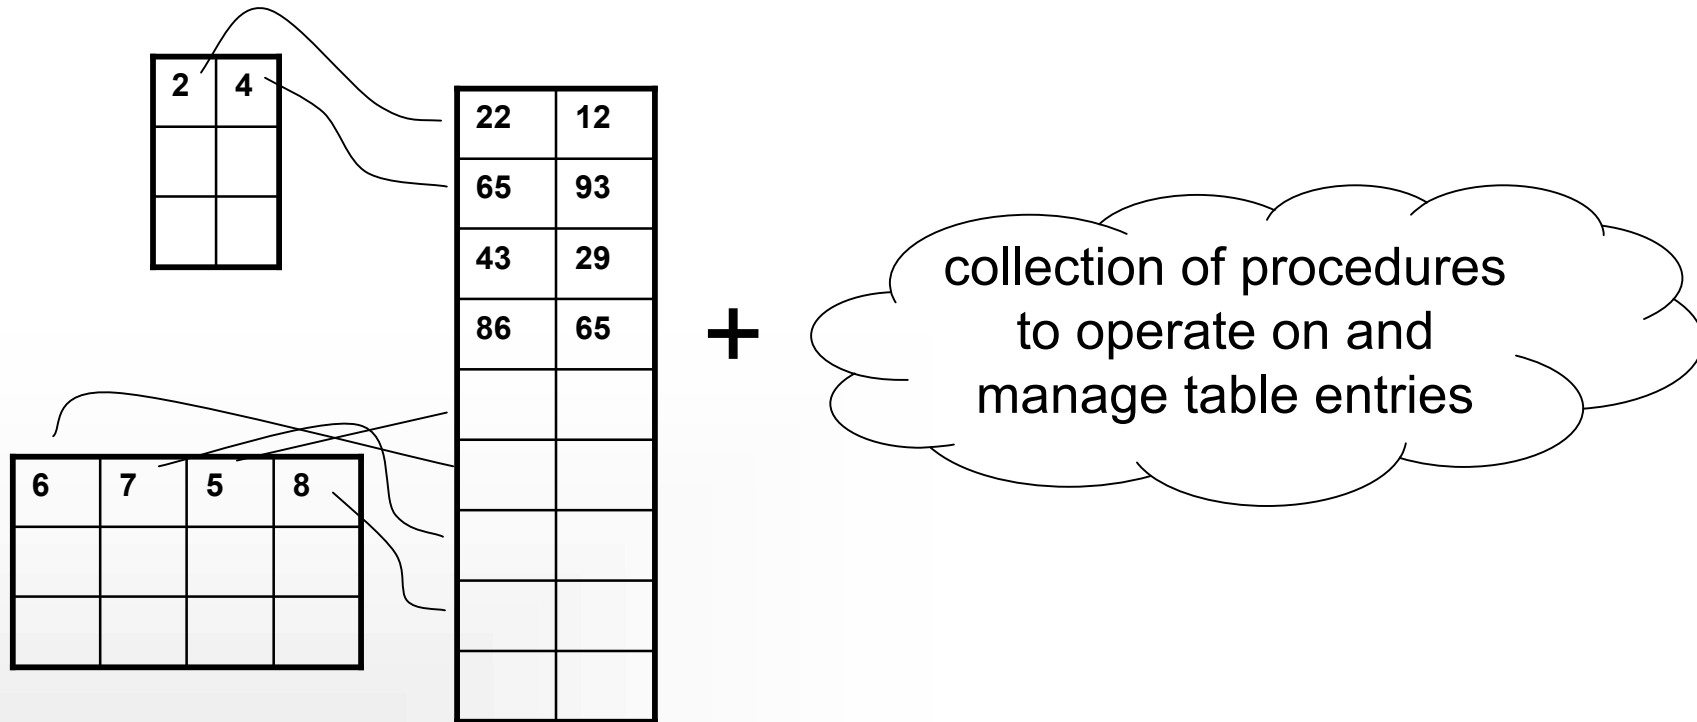 2 4
22 12
65 93
43 29
86 65
6 7 5 8
+
collection of procedures
to operate on and
manage table entries